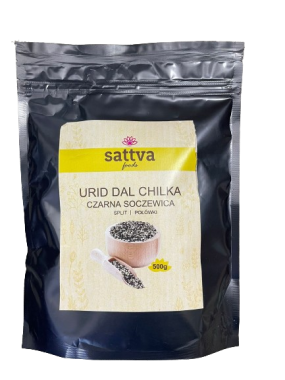 sattva
foods
URID DAL CHILKA
CZARNA SOCZEWICA
SPLIT | POŁÓWKI
500g